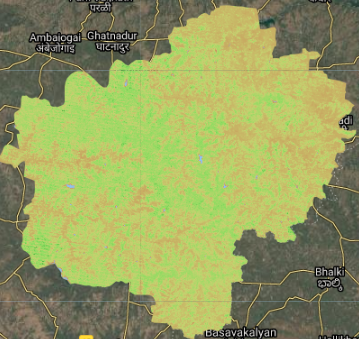 परळी
Ambajogai
अंबेजोगाई
Ghatnadur
घाटनादुर
Bhalki
ಭಾಲ್ಕಿ
Basavakalyan